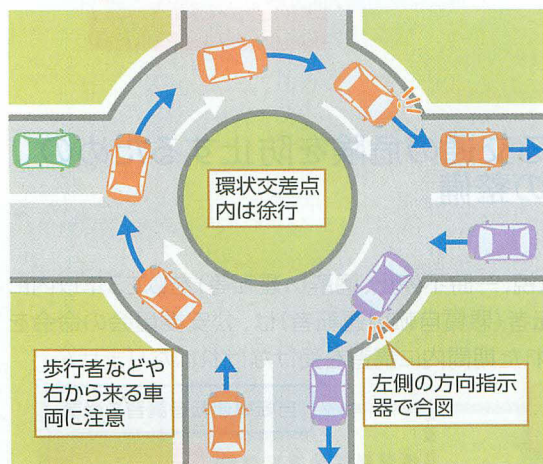 環状交差点
内は徐行
歩行者などや
右から来る車
両に注意
左側の方向指示
器で合図